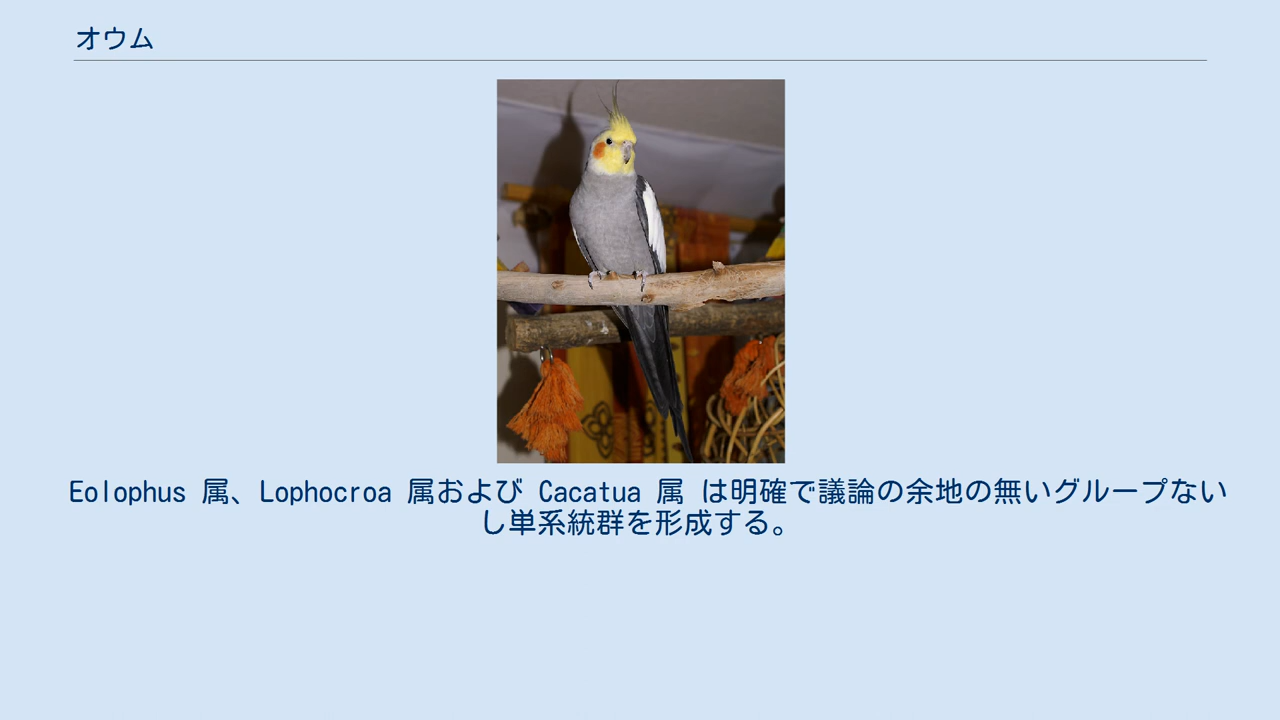 オウム
Eolophus 属、Lophocroa 属および Cacatua 属 は明確で議論の余地の無いグループない
し単系統群を形成する。